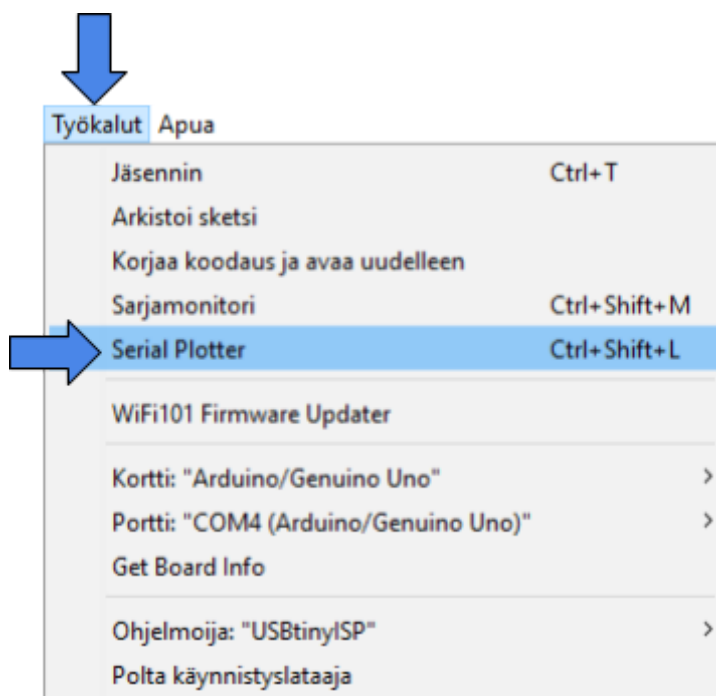 Työkalut Apua
Jäsennin Ctrl+T
Arkistoi sketsi
Korjaa koodaus ja avaa uudelleen
Sarjamonitori Ctrl+Shift+M
Serial Plotter Ctrl+Shift+L
WiFi101 Firmware Updater
Kortti: "Arduino/Genuino Uno"
Portti: "COM4 (Arduino/Genuino Uno)"
Get Board Info
Ohjelmoija: "USBtinyISP"
Polta käynnistyslataaja